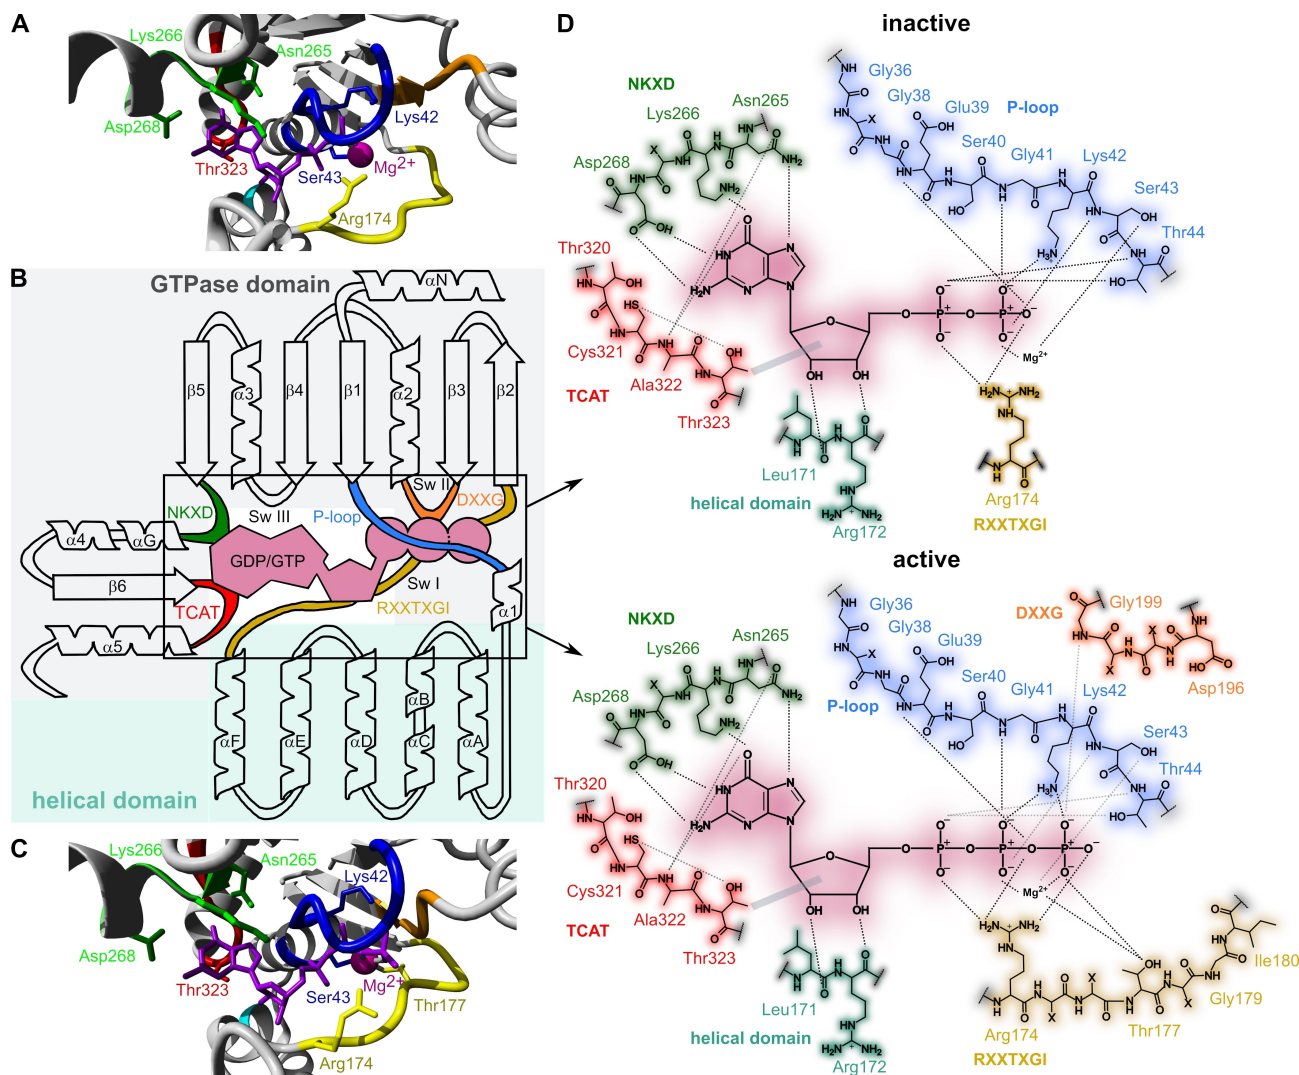 A
Lys266
Asn265
Asp268
Lys42
Thr323
Ser43
Mg2+
Arg174
B
GTPase domain
αN
β5
α3
β4
β1
α2
β3
β2
NKXD
Sw III
P-loop
Sw II
DXXG
α4
αG
GDP/GTP
β6
Sw I
TCAT
RXXTXGI
α1
α5
αB
αF
αE
αD
αC
αA
helical domain
C
Lys266
Asn265
Lys42
Asp268
Thr323
Ser43
Mg2+
Thr177
Arg174
D
inactive
NKXD
Lys266
Asn265
Asp268
Gly36
Gly38
Glu39
P-loop
Ser40
Gly41
Lys42
Ser43
Thr44
Thr320
Cys321
TCAT
Ala322
Thr323
Mg2+
Leu171
helical domain
Arg172
Arg174
RXXTXGI
active
NKXD
Lys266
Asn265
Asp268
Gly36
Gly38
Glu39
P-loop
Ser40
Gly41
Lys42
Ser43
Thr44
DXXG
Gly199
Asp196
Thr320
Cys321
TCAT
Ala322
Thr323
Mg2+
Leu171
helical domain
Arg172
Arg174
RXXTXGI
Thr177
Gly179
Ile180